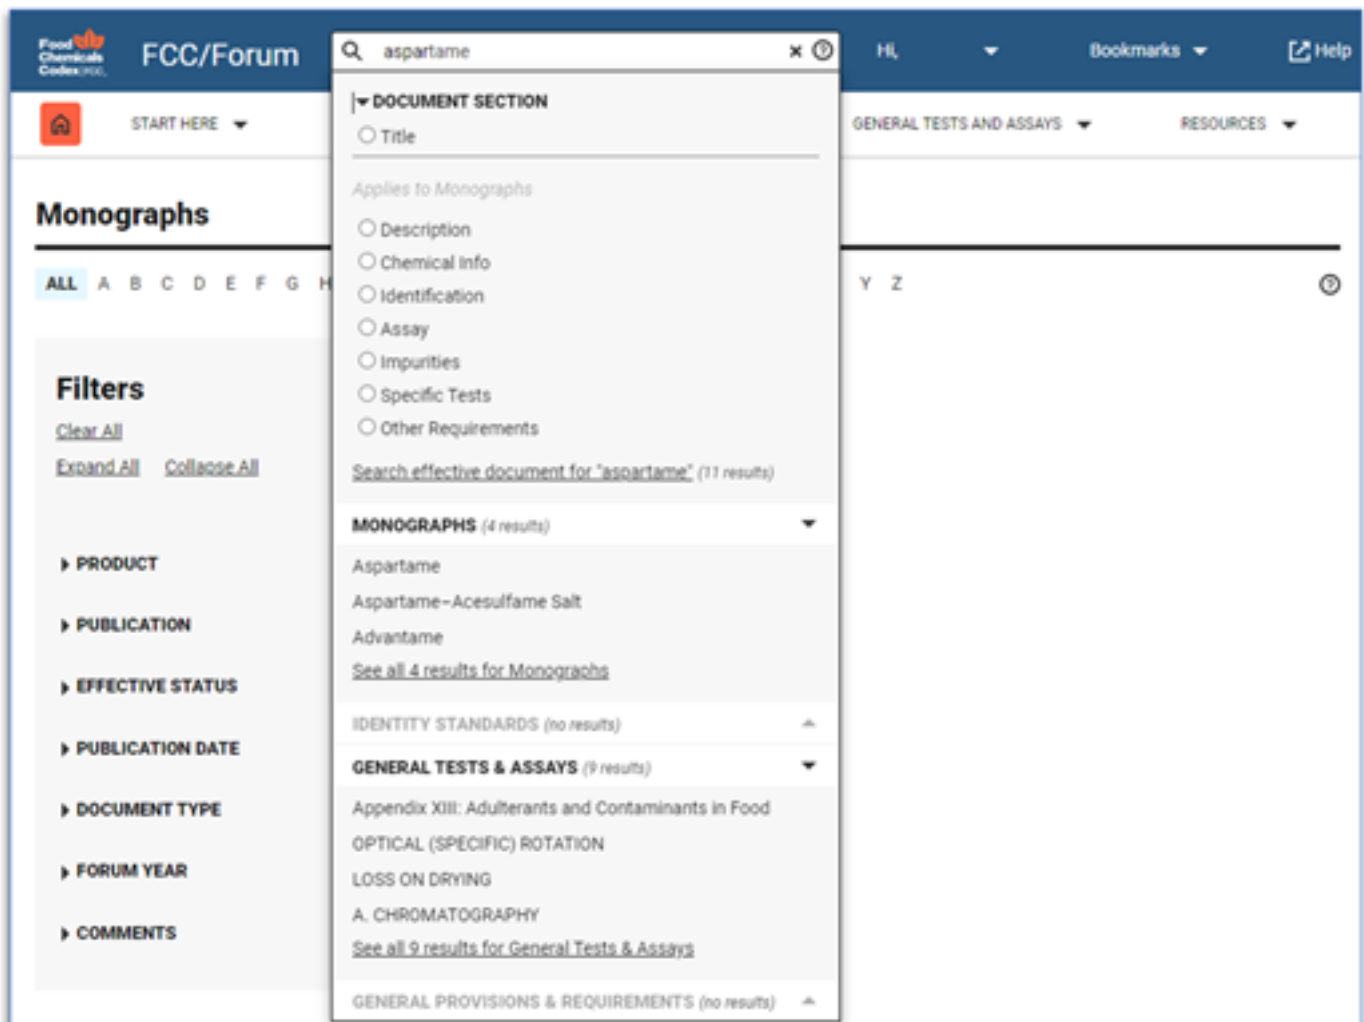 Food
Chemicals
Codex (FCC)
FCC/Forum
aspartame
Hi,
Bookmarks
Help
START HERE
GENERAL TESTS AND ASSAYS
RESOURCES
Monographs
ALL A B C D E F G H
Y Z
Filters
Clear All
Expand All Collapse All
PRODUCT
PUBLICATION
EFFECTIVE STATUS
PUBLICATION DATE
DOCUMENT TYPE
FORUM YEAR
COMMENTS
DOCUMENT SECTION
Title
Applies to Monographs
Description
Chemical Info
Identification
Assay
Impurities
Specific Tests
Other Requirements
Search effective document for "aspartame" (11 results)
MONOGRAPHS (4 results)
Aspartame
Aspartame–Acesulfame Salt
Advantame
See all 4 results for Monographs
IDENTITY STANDARDS (no results)
GENERAL TESTS & ASSAYS (9 results)
Appendix XIII: Adulterants and Contaminants in Food
OPTICAL (SPECIFIC) ROTATION
LOSS ON DRYING
A. CHROMATOGRAPHY
See all 9 results for General Tests & Assays
GENERAL PROVISIONS & REQUIREMENTS (no results)